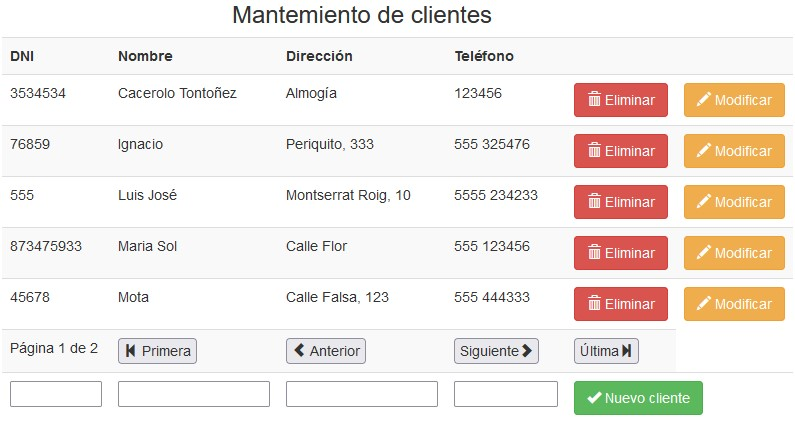 Mantemiento de clientes
DNI Nombre Dirección Teléfono
3534534 Cacerolo Tontoñez Almogía 123456 Eliminar Modificar
76859 Ignacio Periquito, 333 555 325476 Eliminar Modificar
555 Luis José Montserrat Roig, 10 5555 234233 Eliminar Modificar
873475933 Maria Sol Calle Flor 555 123456 Eliminar Modificar
45678 Mota Calle Falsa, 123 555 444333 Eliminar Modificar
Página 1 de 2 Primera Anterior Siguiente Última
Nuevo cliente